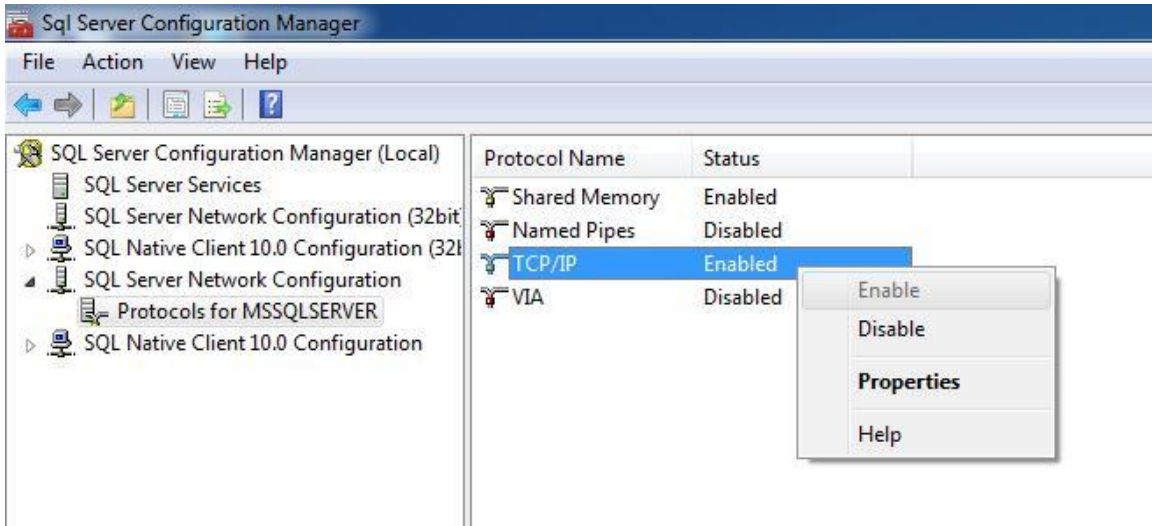 Sql Server Configuration Manager
File Action View Help
SQL Server Configuration Manager (Local)
SQL Server Services
SQL Server Network Configuration (32bit
SQL Native Client 10.0 Configuration (32b
SQL Server Network Configuration
Protocols for MSSQLSERVER
SQL Native Client 10.0 Configuration
Protocol Name Status
Shared Memory Enabled
Named Pipes Disabled
TCP/IP Enabled
VIA Disabled
Enable
Disable
Properties
Help